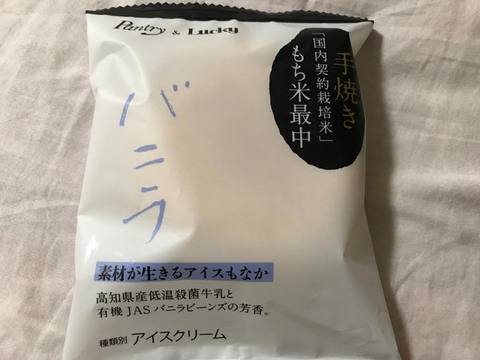 Pantry & Lucky
手焼き
「国内契約栽培米」
もち米最中
バニラ
素材が生きるアイスもなか
高知県産低温殺菌牛乳と
有機JASバニラビーンズの芳香。
種類別 アイスクリーム